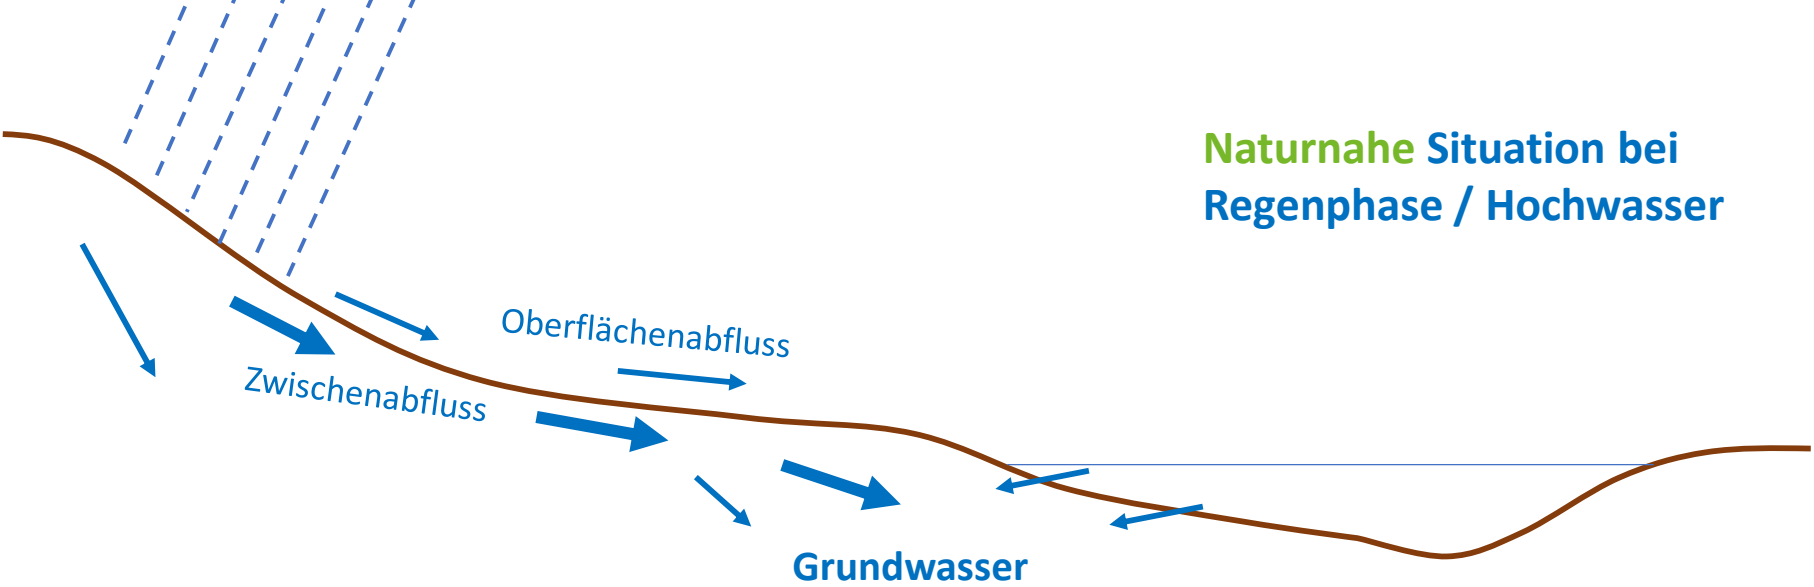 Naturnahe Situation bei
Regenphase / Hochwasser
Oberflächenabfluss
Zwischenabfluss
Grundwasser